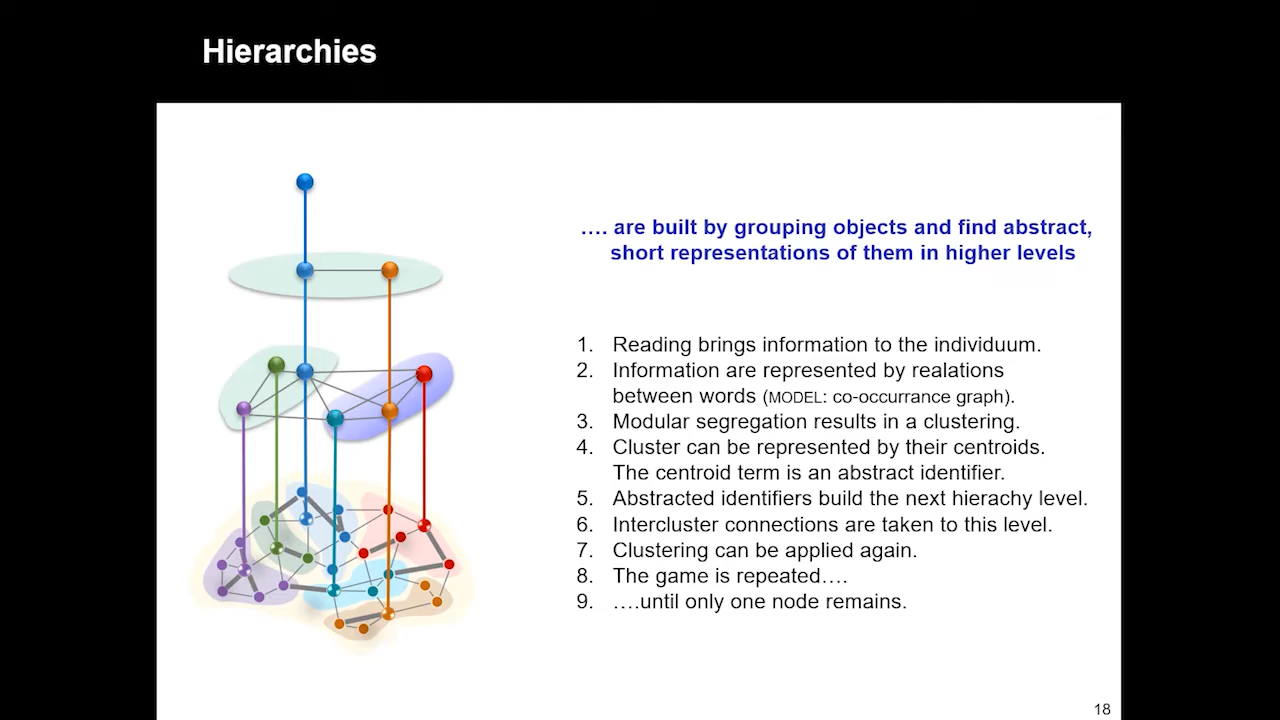 Hierarchies
…. are built by grouping objects and find abstract,
short representations of them in higher levels
1. Reading brings information to the individuum.
2. Information are represented by realations
between words (MODEL: co-occurrance graph).
3. Modular segregation results in a clustering.
4. Cluster can be represented by their centroids.
The centroid term is an abstract identifier.
5. Abstracted identifiers build the next hierachy level.
6. Intercluster connections are taken to this level.
7. Clustering can be applied again.
8. The game is repeated….
9. ….until only one node remains.
18